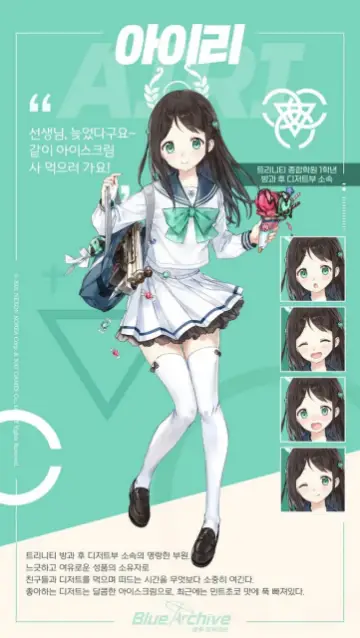 아이리
AIRI
“
선생님, 늦었다구요~
같이 아이스크림
사 먹으러 가요!
”
트리니티 종합학원 1학년
방과 후 디저트부 소속
트리니티 방과 후 디저트부 소속의 명랑한 부원
느긋하고 여유로운 성품의 소유자로
친구들과 디저트를 먹으며 떠드는 시간을 무엇보다 소중히 여긴다.
좋아하는 디저트는 달콤한 아이스크림으로, 최근에는 민트초코 맛에 푹 빠져있다.
Blue Archive